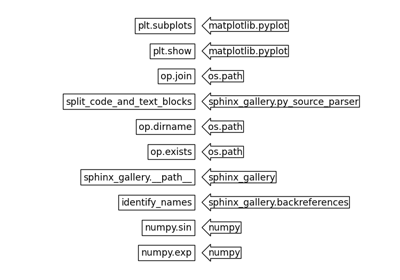 plt.subplots matplotlib.pyplot
plt.show matplotlib.pyplot
op.join os.path
split_code_and_text_blocks sphinx_gallery.py_source_parser
op.dirname os.path
op.exists os.path
sphinx_gallery.__path__ sphinx_gallery
identify_names sphinx_gallery.backreferences
numpy.sin numpy
numpy.exp numpy